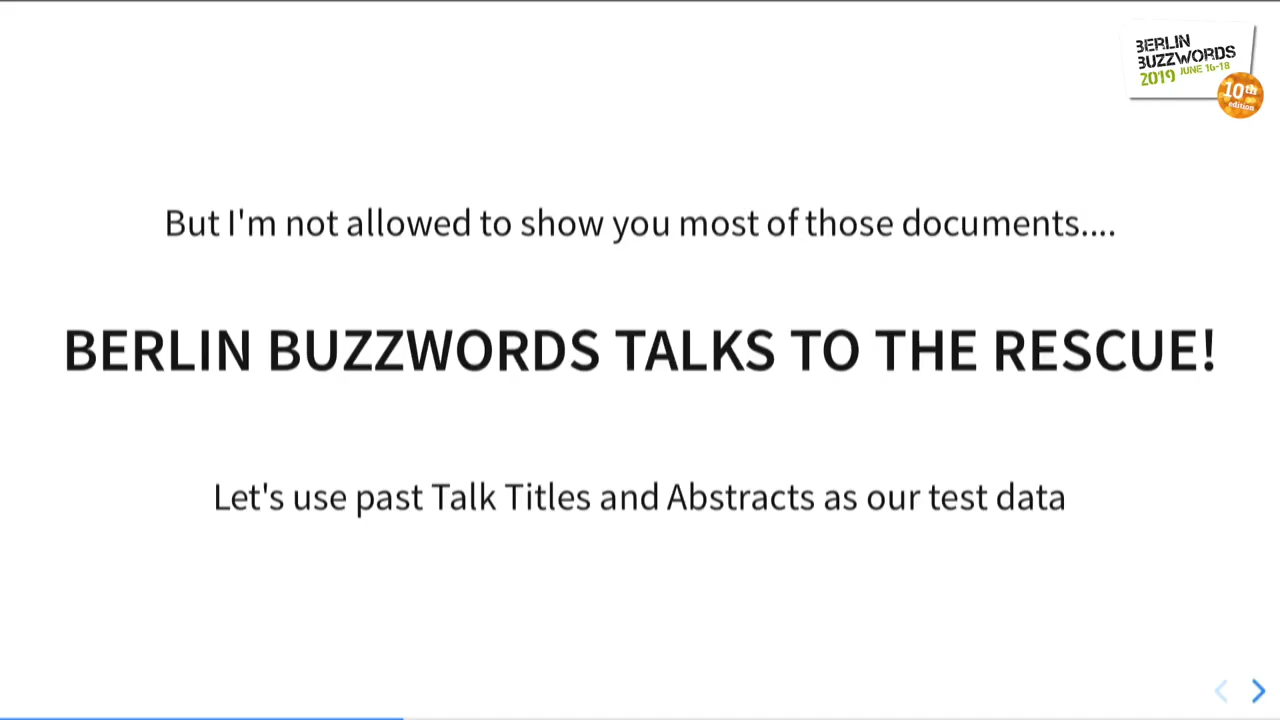 BERLIN
BUZZWORDS
2019 JUNE 16-18
10th
edition
But I'm not allowed to show you most of those documents....
BERLIN BUZZWORDS TALKS TO THE RESCUE!
Let's use past Talk Titles and Abstracts as our test data